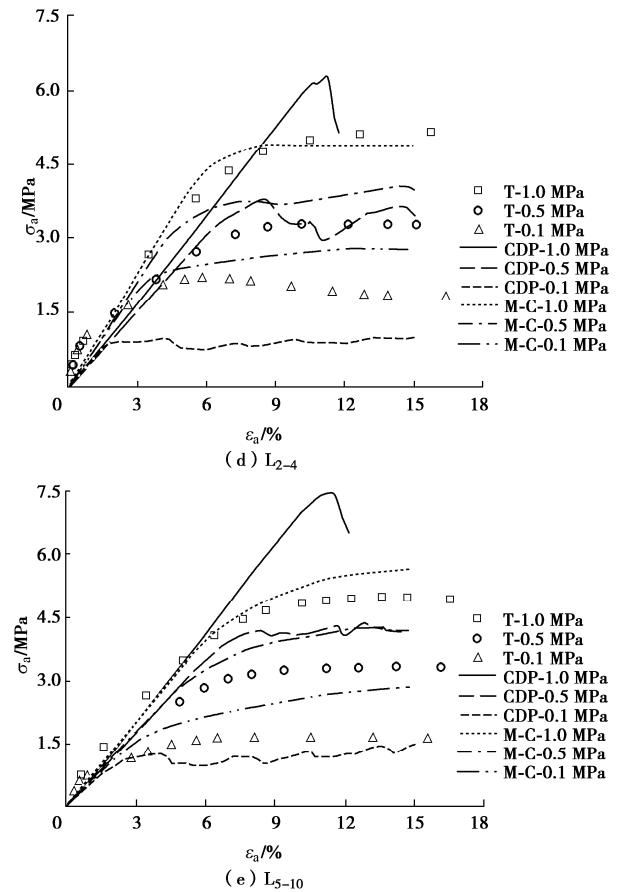 7.5
6.0
4.5
3.0
1.5
0
3
6
9
12
15
18
σa/MPa
εa/%
T-1.0 MPa
T-0.5 MPa
T-0.1 MPa
CDP-1.0 MPa
CDP-0.5 MPa
CDP-0.1 MPa
M-C-1.0 MPa
M-C-0.5 MPa
M-C-0.1 MPa
(d) L2-4
7.5
6.0
4.5
3.0
1.5
0
3
6
9
12
15
18
σa/MPa
εa/%
T-1.0 MPa
T-0.5 MPa
T-0.1 MPa
CDP-1.0 MPa
CDP-0.5 MPa
CDP-0.1 MPa
M-C-1.0 MPa
M-C-0.5 MPa
M-C-0.1 MPa
(e) L5-10